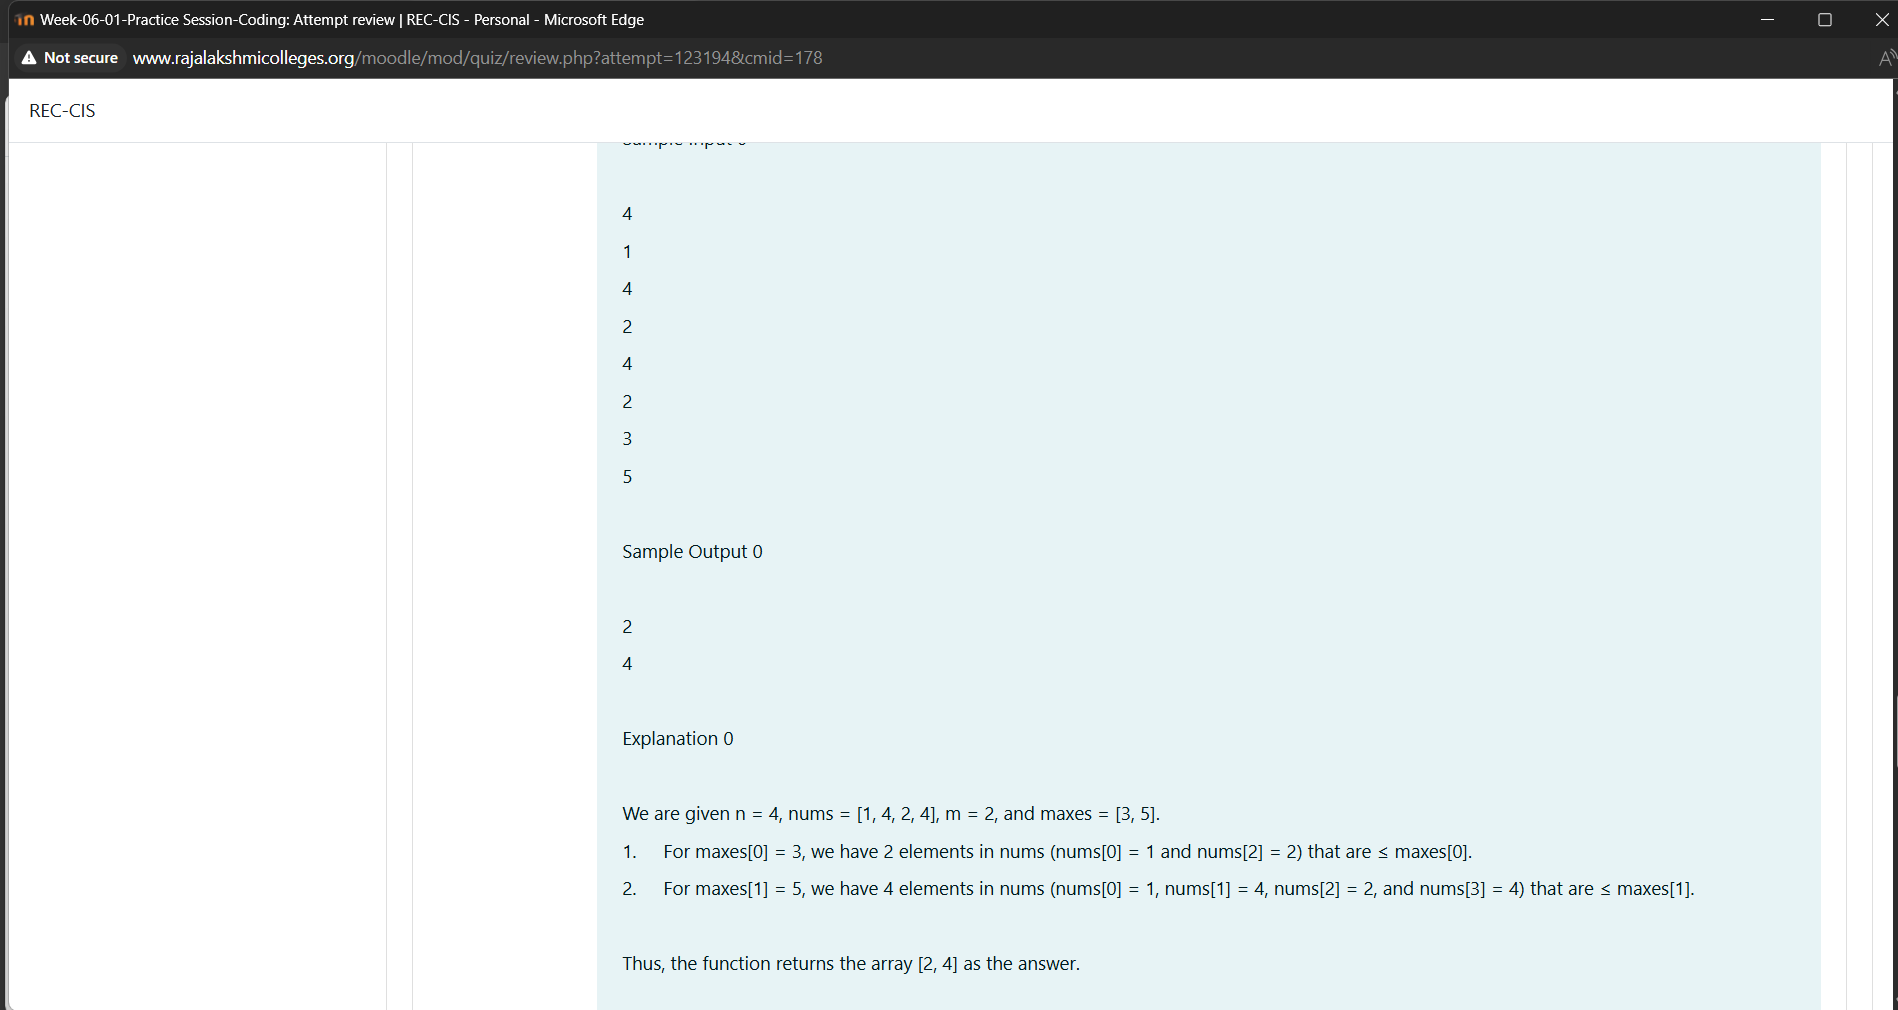 Week-06-01-Practice Session-Coding: Attempt review | REC-CIS - Personal - Microsoft Edge
Not secure www.rajalakshmicolleges.org/moodle/mod/quiz/review.php?attempt=123194&cmid=178
REC-CIS
Sample Input 0
4
1
4
2
4
2
3
5
Sample Output 0
2
4
Explanation 0
We are given n = 4, nums = [1, 4, 2, 4], m = 2, and maxes = [3, 5].
1. For maxes[0] = 3, we have 2 elements in nums (nums[0] = 1 and nums[2] = 2) that are ≤ maxes[0].
2. For maxes[1] = 5, we have 4 elements in nums (nums[0] = 1, nums[1] = 4, nums[2] = 2, and nums[3] = 4) that are ≤ maxes[1].
Thus, the function returns the array [2, 4] as the answer.